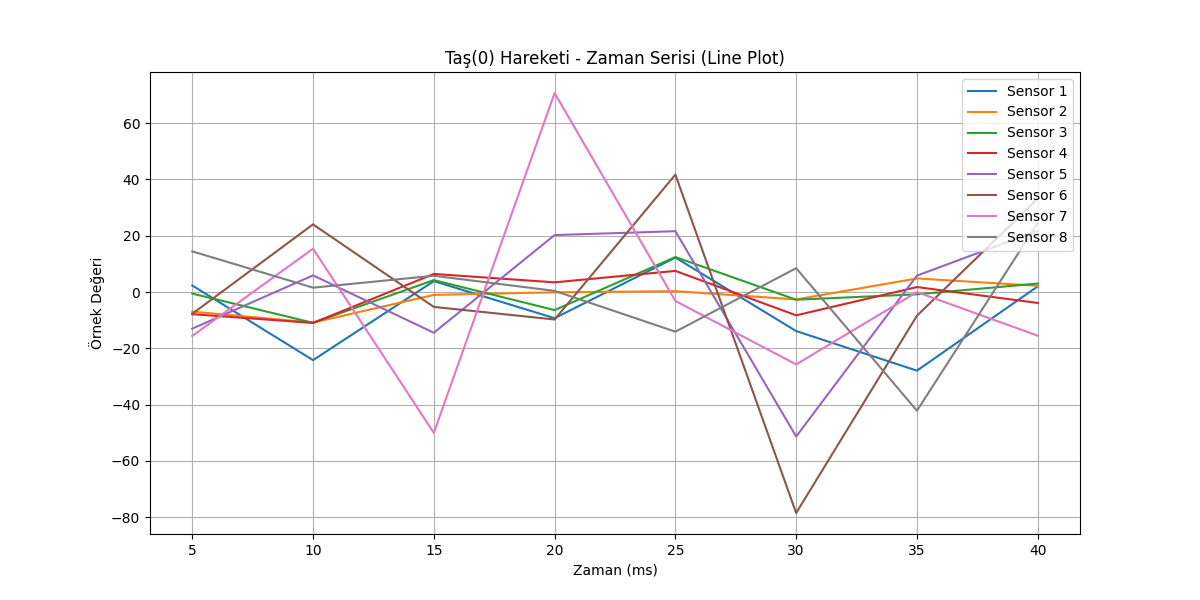 Taş(0) Hareketi - Zaman Serisi (Line Plot)
Sensor 1
Sensor 2
Sensor 3
Sensor 4
Sensor 5
Sensor 6
Sensor 7
Sensor 8
Örnek Değeri
60
40
20
0
−20
−40
−60
−80
5 10 15 20 25 30 35 40
Zaman (ms)